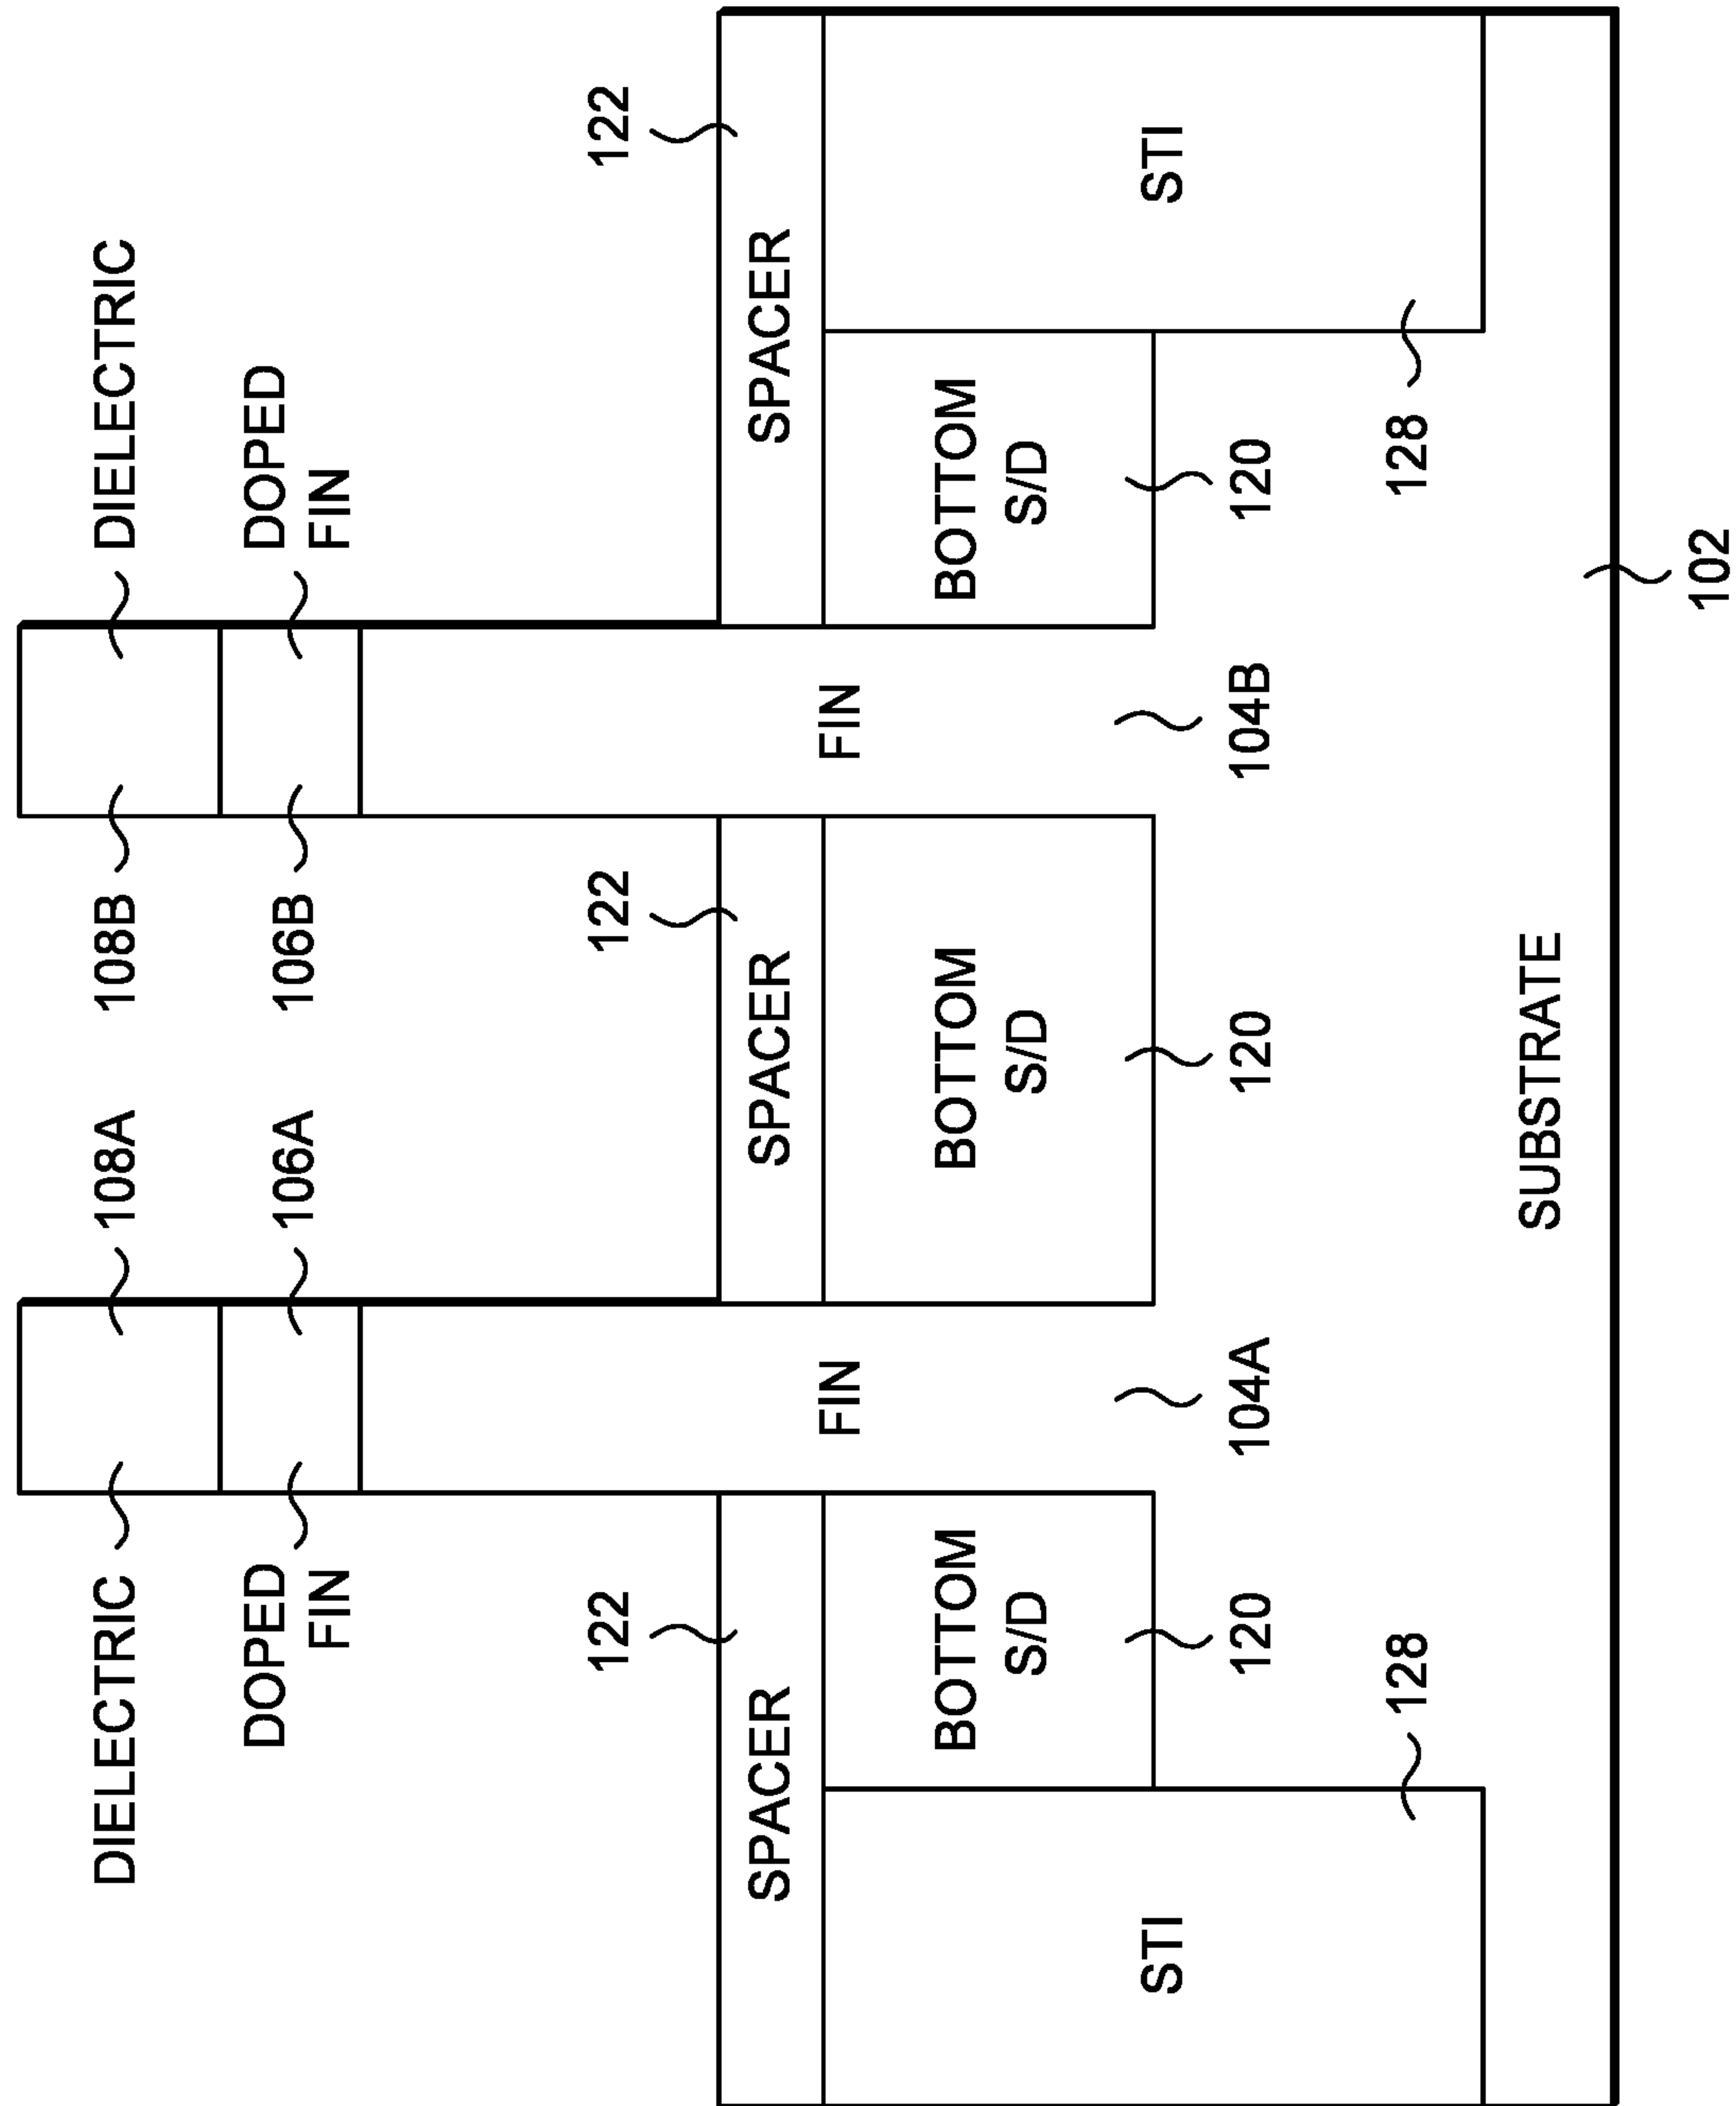 DIELECTRIC
108A
108B
DIELECTRIC
DOPED
FIN
106A
106B
DOPED
FIN
122
122
122
SPACER
SPACER
SPACER
FIN
FIN
BOTTOM
S/D
BOTTOM
S/D
BOTTOM
S/D
STI
STI
120
104A
120
104B
120
128
128
SUBSTRATE
102